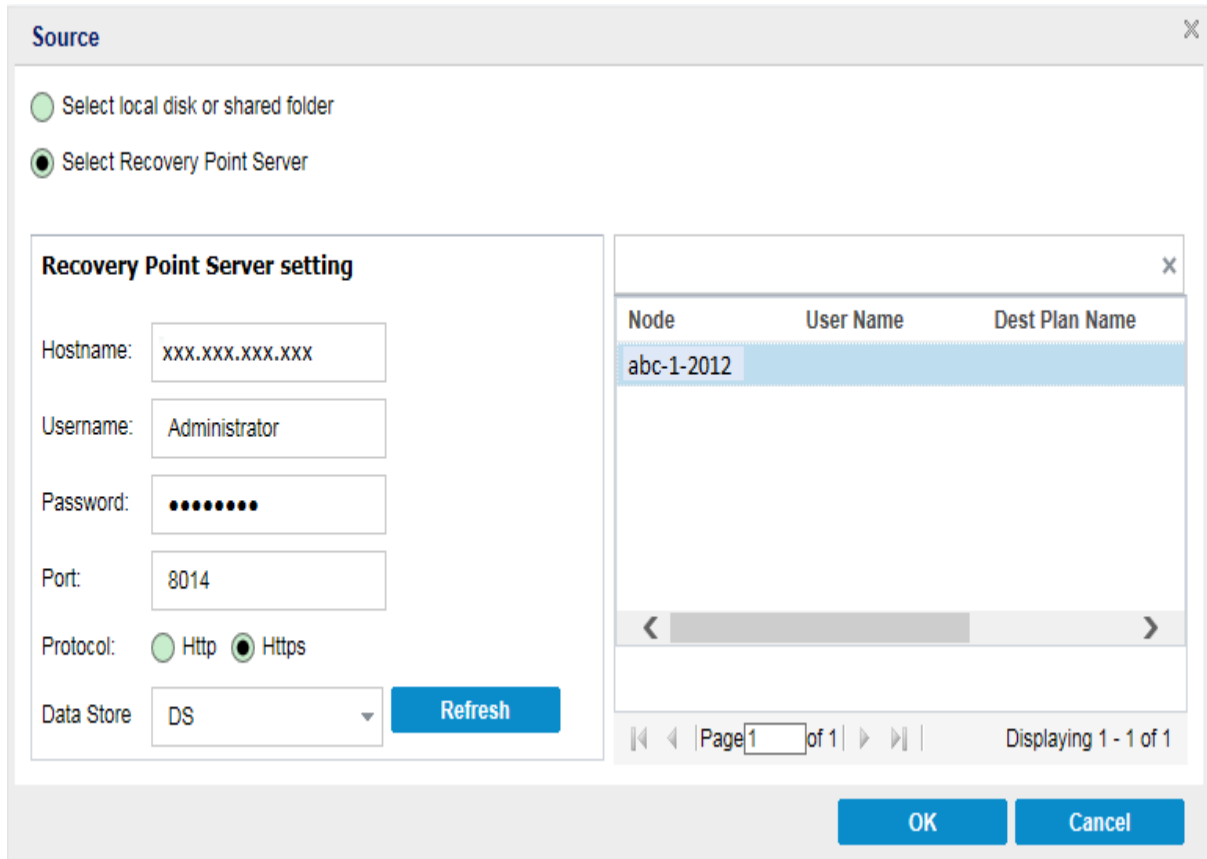 Source
Select local disk or shared folder
Select Recovery Point Server
Recovery Point Server setting
Hostname: xxx.xxx.xxx.xxx
Username: Administrator
Password: ••••••••
Port: 8014
Protocol: Http Https
Data Store DS Refresh
Node User Name Dest Plan Name
abc-1-2012
Page 1 of 1 Displaying 1 - 1 of 1
OK Cancel